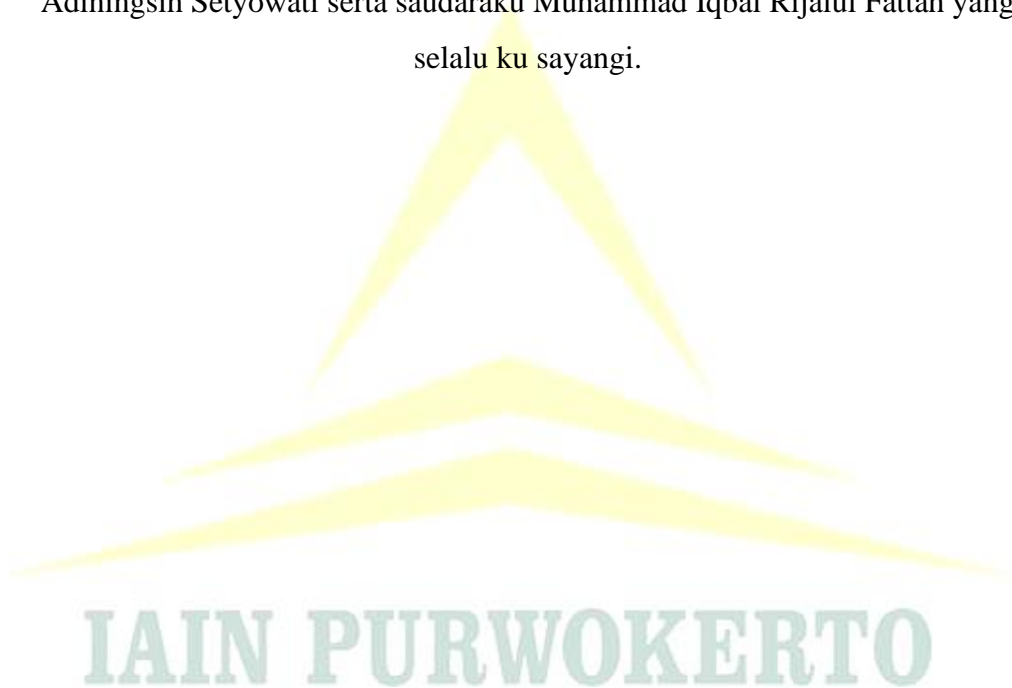 Adiningsih Setyowati serta saudaraku Muhammad Iqbal Rijalul Fattah yang
selalu ku sayangi.
IAIN PURWOKERTO